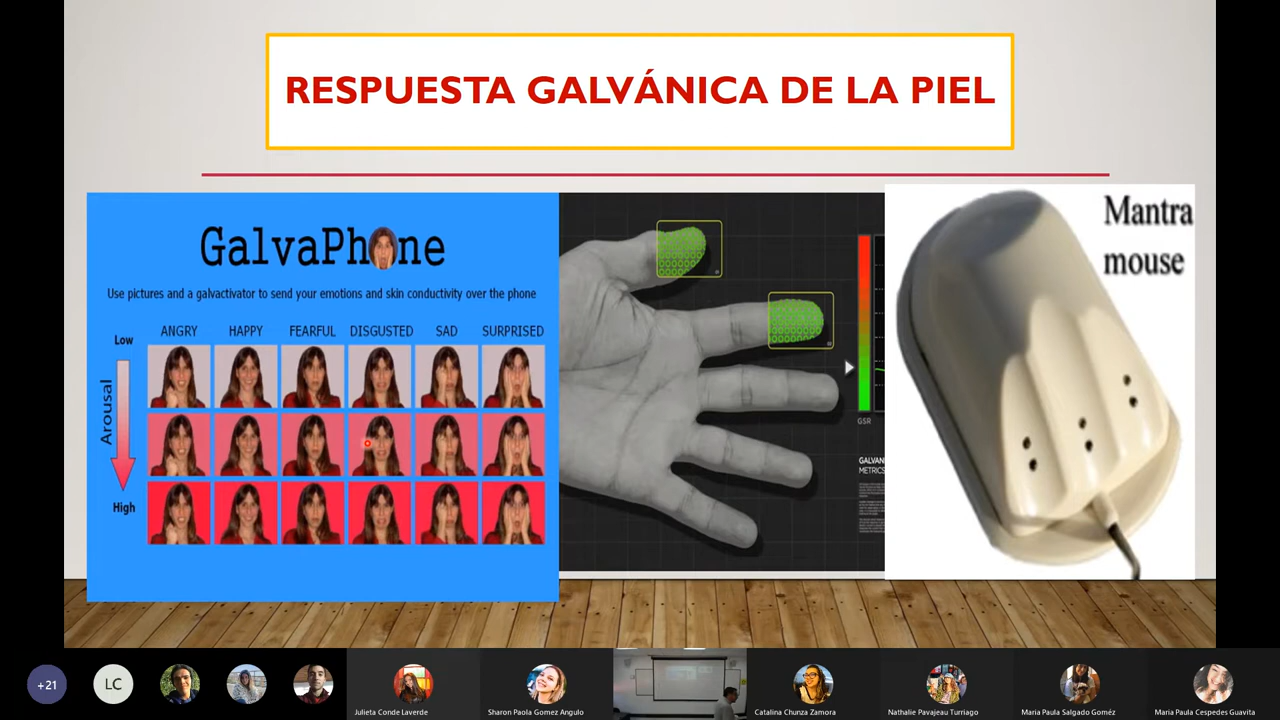 RESPUESTA GALVÁNICA DE LA PIEL
GalvaPh ne
Use pictures and a galvactivator to send your emotions and skin conductivity over the phone
ANGRY HAPPY FEARFUL DISGUSTED SAD SURPRISED
Low
Arousal
High
GSR
GALVAN
METRICS
Mantra
mouse
+21
LC
Julieta Conde Laverde
Sharon Paola Gomez Angulo
Catalina Chunza Zamora
Nathalie Pavajeau Turriago
Maria Paula Salgado Goméz
Maria Paula Cespedes Guavita